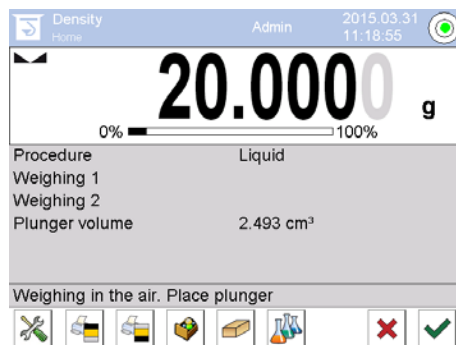 Density
Home
Admin
2015.03.31
11:18:55
20.0000 g
0% 100%
Procedure Liquid
Weighing 1
Weighing 2
Plunger volume 2.493 cm³
Weighing in the air. Place plunger